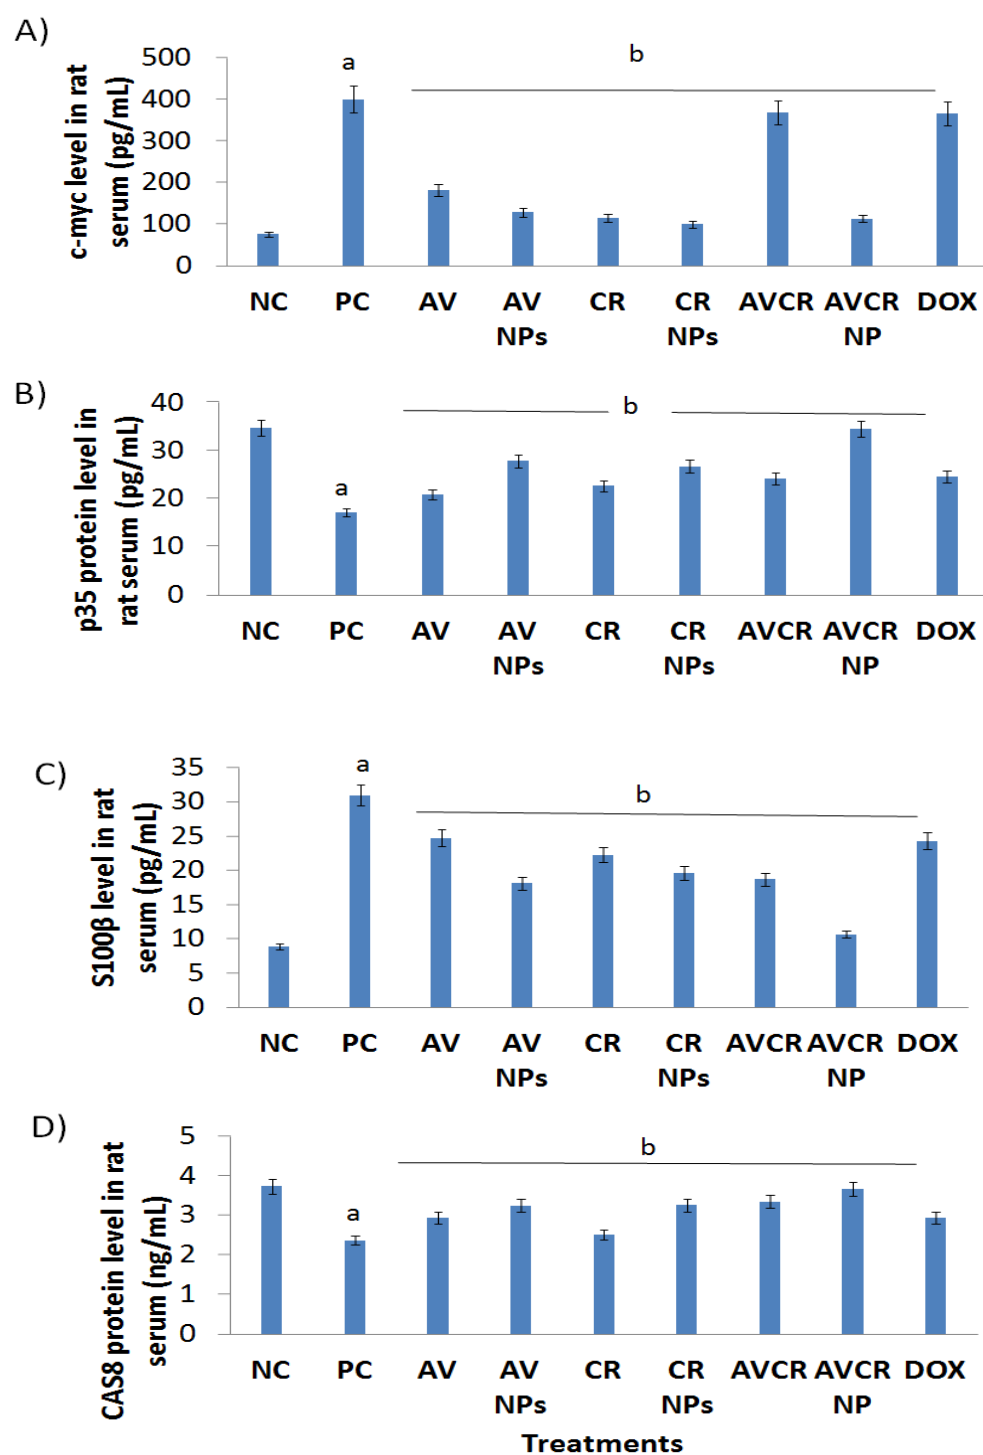 A)
c-myc level in rat
serum (pg/mL)
500
400
300
200
100
0
a
b
NC PC AV AV NPs CR CR NPs AVCR AVCR NP DOX
B)
p35 protein level in
rat serum (pg/mL)
40
30
20
10
0
a
b
NC PC AV AV NPs CR CR NPs AVCR AVCR NP DOX
C)
S100β level in rat
serum (pg/mL)
35
30
25
20
15
10
5
0
a
b
NC PC AV AV NPs CR CR NPs AVCR AVCR NP DOX
D)
CAS8 protein level in rat
serum (ng/mL)
5
4
3
2
1
0
a
b
NC PC AV AV NPs CR CR NPs AVCR AVCR NP DOX
Treatments